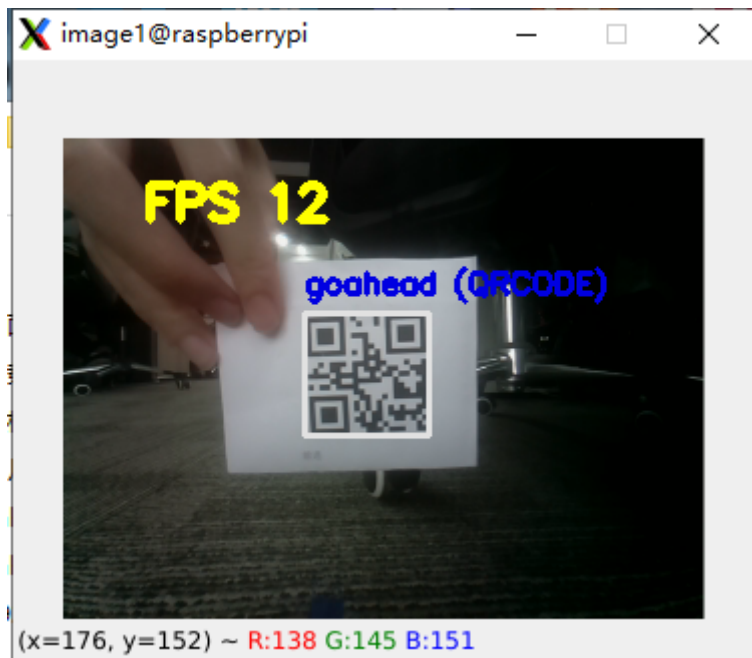 image1@raspberrypi
FPS 12
goahead (QRCODE)
(x=176, y=152) ~ R:138 G:145 B:151